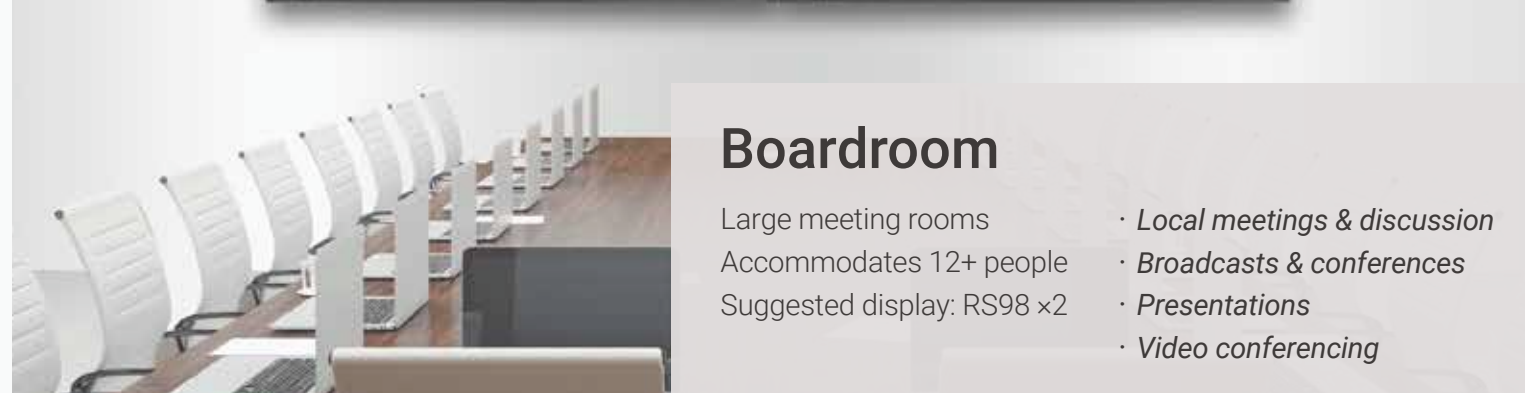 Boardroom
Large meeting rooms
Accommodates 12+ people
Suggested display: RS98 ×2
· Local meetings & discussion
· Broadcasts & conferences
· Presentations
· Video conferencing